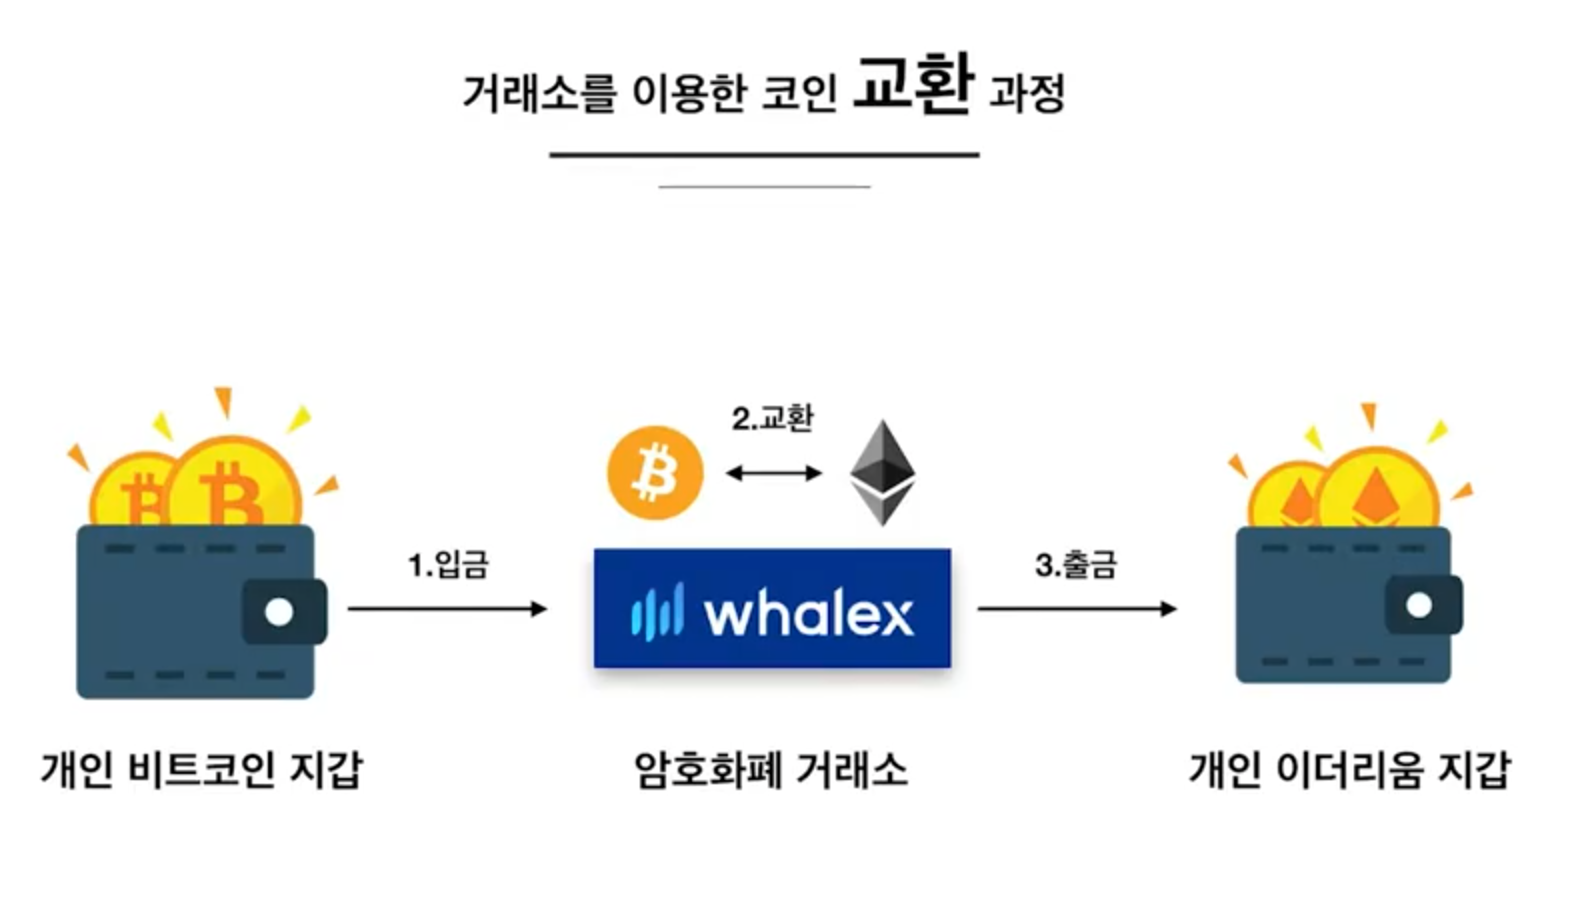 거래소를 이용한 코인 교환 과정
2.교환
1.입금
whalex
3.출금
개인 비트코인 지갑
암호화폐 거래소
개인 이더리움 지갑